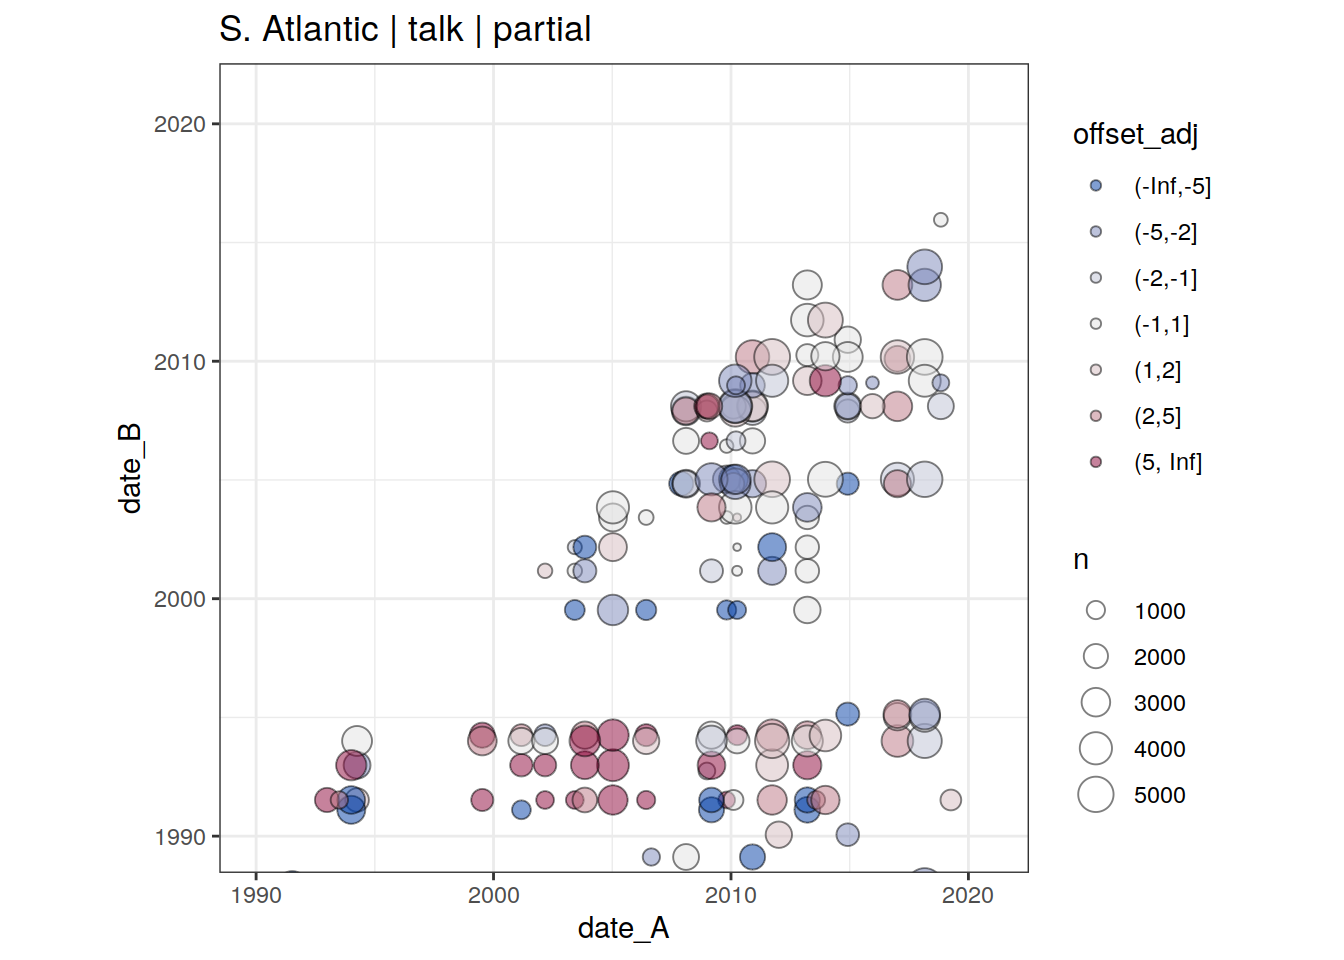 S. Atlantic | talk | partial
date_B
2020
2010
2000
1990
1990 2000 2010 2020
date_A
offset_adj
(-Inf,-5]
(-5,-2]
(-2,-1]
(-1,1]
(1,2]
(2,5]
(5, Inf]
n
1000
2000
3000
4000
5000